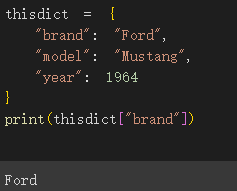 thisdict = {
    "brand": "Ford",
    "model": "Mustang",
    "year": 1964
}
print(thisdict["brand"])
Ford